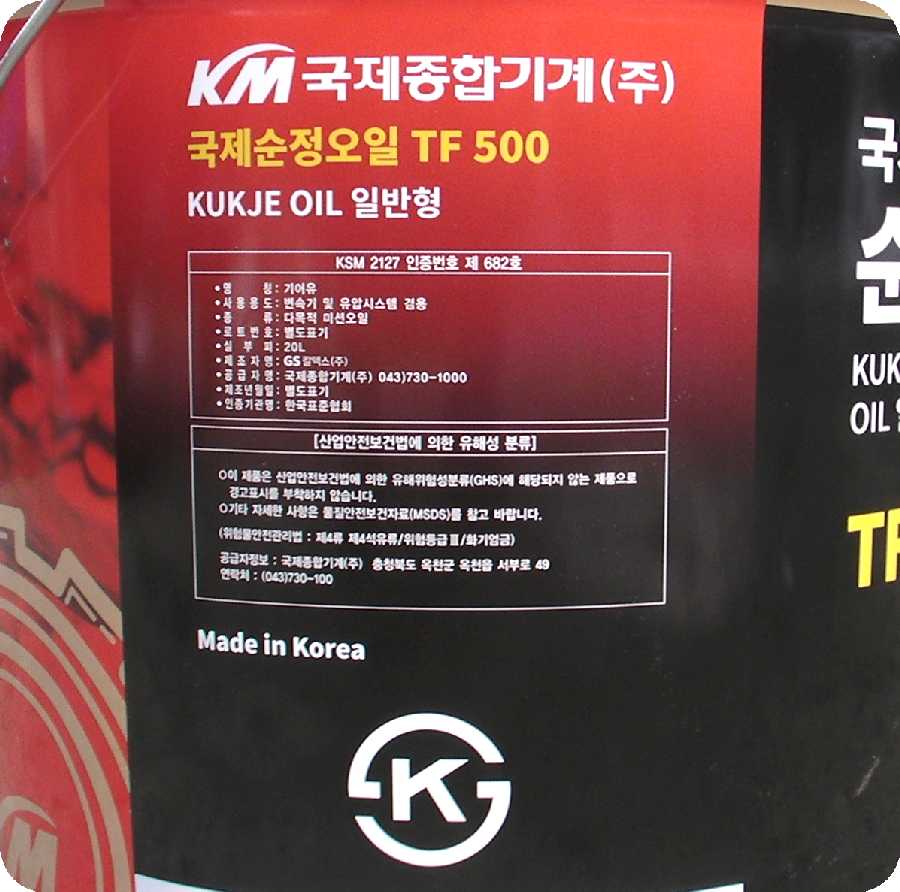 KM 국제종합기계(주)
국제순정오일 TF 500
KUKJE OIL 일반형
KSM 2127 인증번호 제 682호
•명 칭: 기어유
•사용용도: 변속기 및 유압시스템 겸용
•종 류: 다목적 미션오일
•로트번호: 별도표기
•실 부 피: 20L
•제조자명: GS칼텍스(주)
•공급자명: 국제종합기계(주) 043)730-1000
•제조년월일: 별도표기
•인증기관명: 한국표준협회
[산업안전보건법에 의한 유해성 분류]
○이 제품은 산업안전보건법에 의한 유해위험성분류(GHS)에 해당되지 않는 제품으로
경고표시를 부착하지 않습니다.
○기타 자세한 사항은 물질안전보건자료(MSDS)를 참고 바랍니다.
(위험물안전관리법 : 제4류 제4석유류/위험등급Ⅲ/화기엄금)
공급자정보 : 국제종합기계(주) 충청북도 옥천군 옥천읍 서부로 49
연락처 : (043)730-100
Made in Korea
K
국
순
KUK
OIL
TF
KM